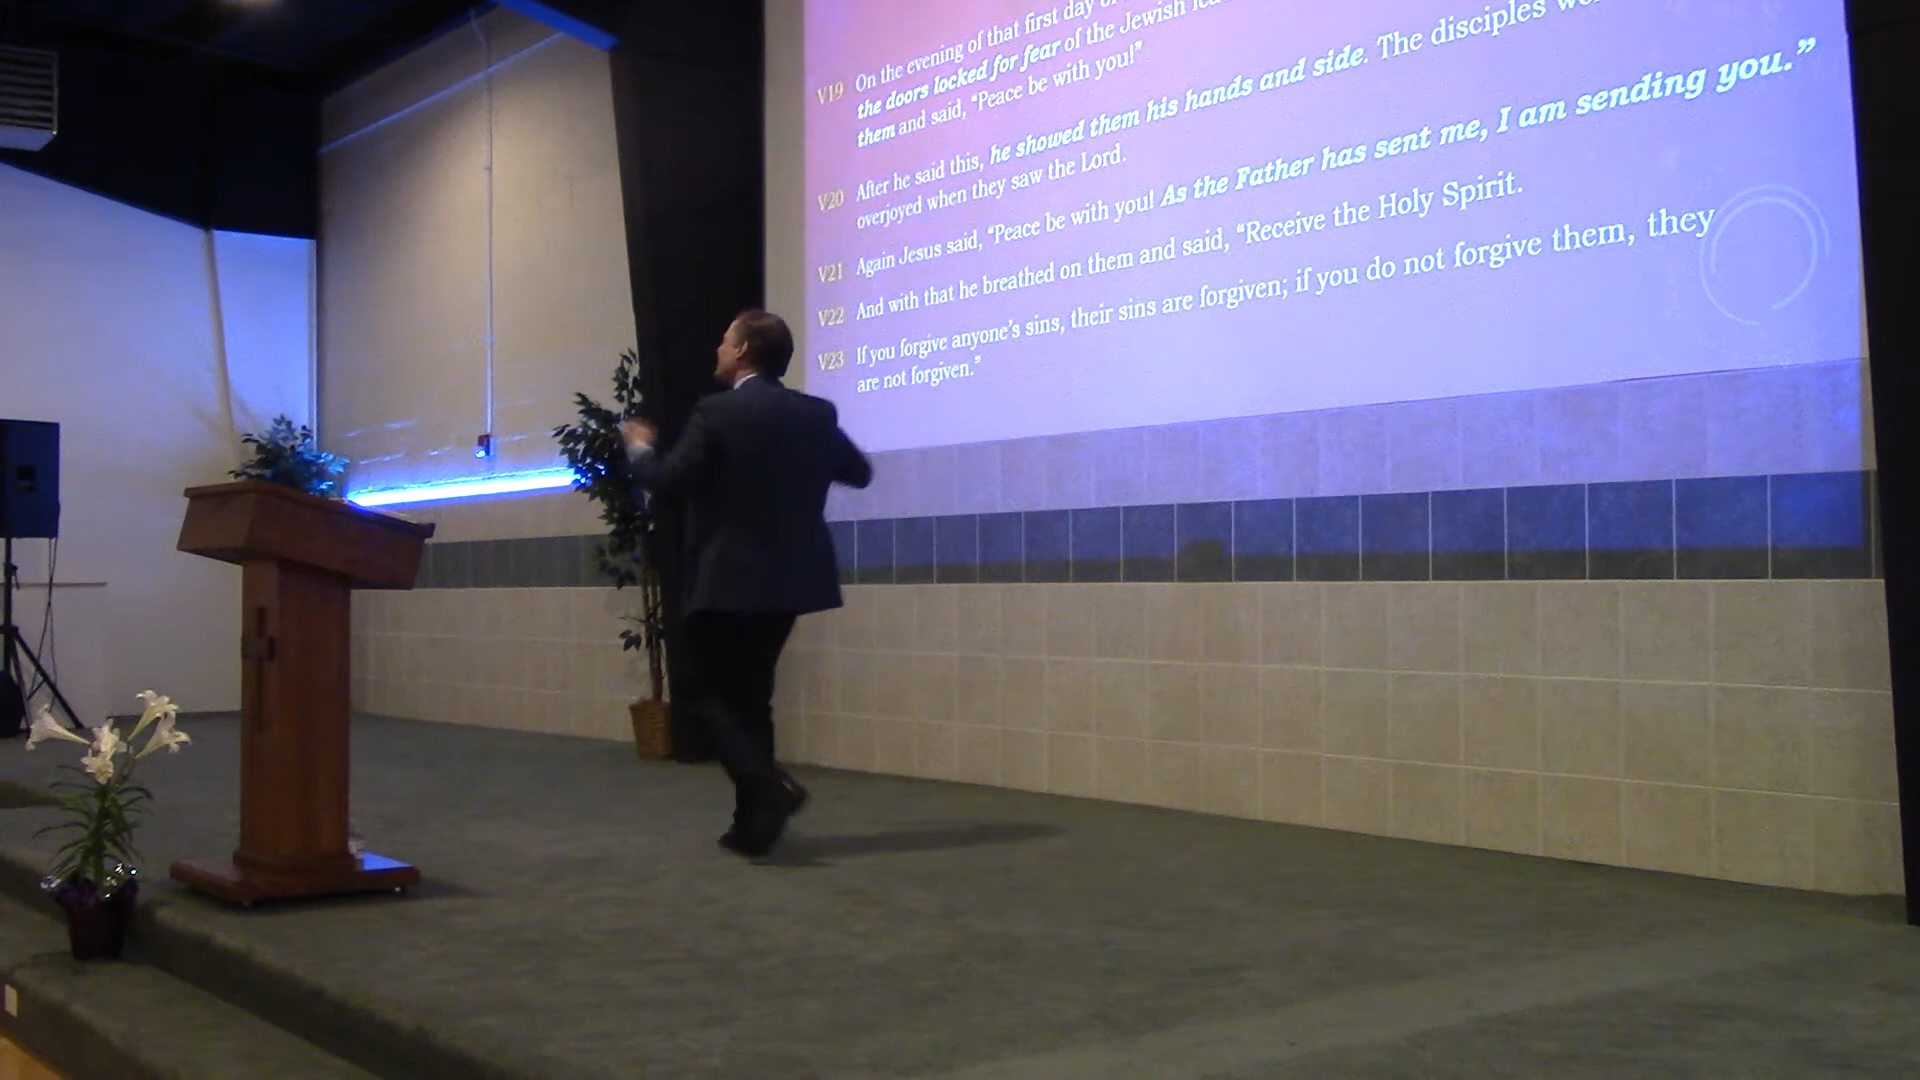 V19 On the evening of that first day
the doors locked for fear of the Jewish
them and said, “Peace be with you!”
V20 After he said this, he showed them his hands and side. The disciples
overjoyed when they saw the Lord.
V21 Again Jesus said, “Peace be with you! As the Father has sent me, I am sending you.”
V22 And with that he breathed on them and said, “Receive the Holy Spirit.
V23 If you forgive anyone’s sins, their sins are forgiven; if you do not forgive them, they
are not forgiven.”